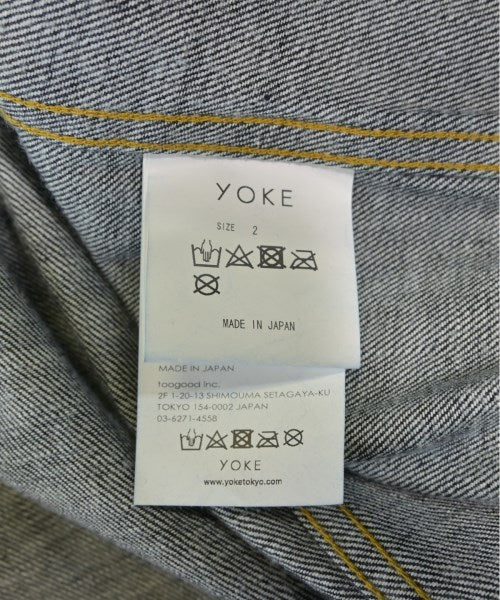 YOKE
SIZE 2
MADE IN JAPAN
MADE IN JAPAN
toogood Inc.
2F 1-20-13 SHIMOUMA SETAGAYA-KU
TOKYO 154-0002 JAPAN
03-6271-4558
YOKE
www.yoketokyo.com